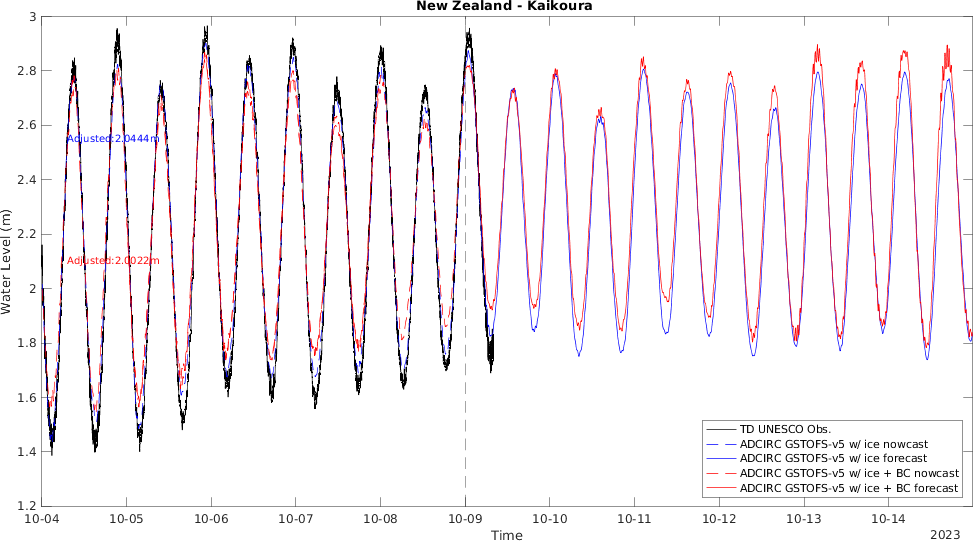 New Zealand - Kaikoura
Water Level (m)
3
2.8
2.6
2.4
2.2
2
1.8
1.6
1.4
1.2
Adjusted:2.0444m
Adjusted:2.0022m
TD UNESCO Obs.
ADCIRC GSTOFS-v5 w/ ice nowcast
ADCIRC GSTOFS-v5 w/ ice forecast
ADCIRC GSTOFS-v5 w/ ice + BC nowcast
ADCIRC GSTOFS-v5 w/ ice + BC forecast
10-04 10-05 10-06 10-07 10-08 10-09 10-10 10-11 10-12 10-13 10-14
Time
2023